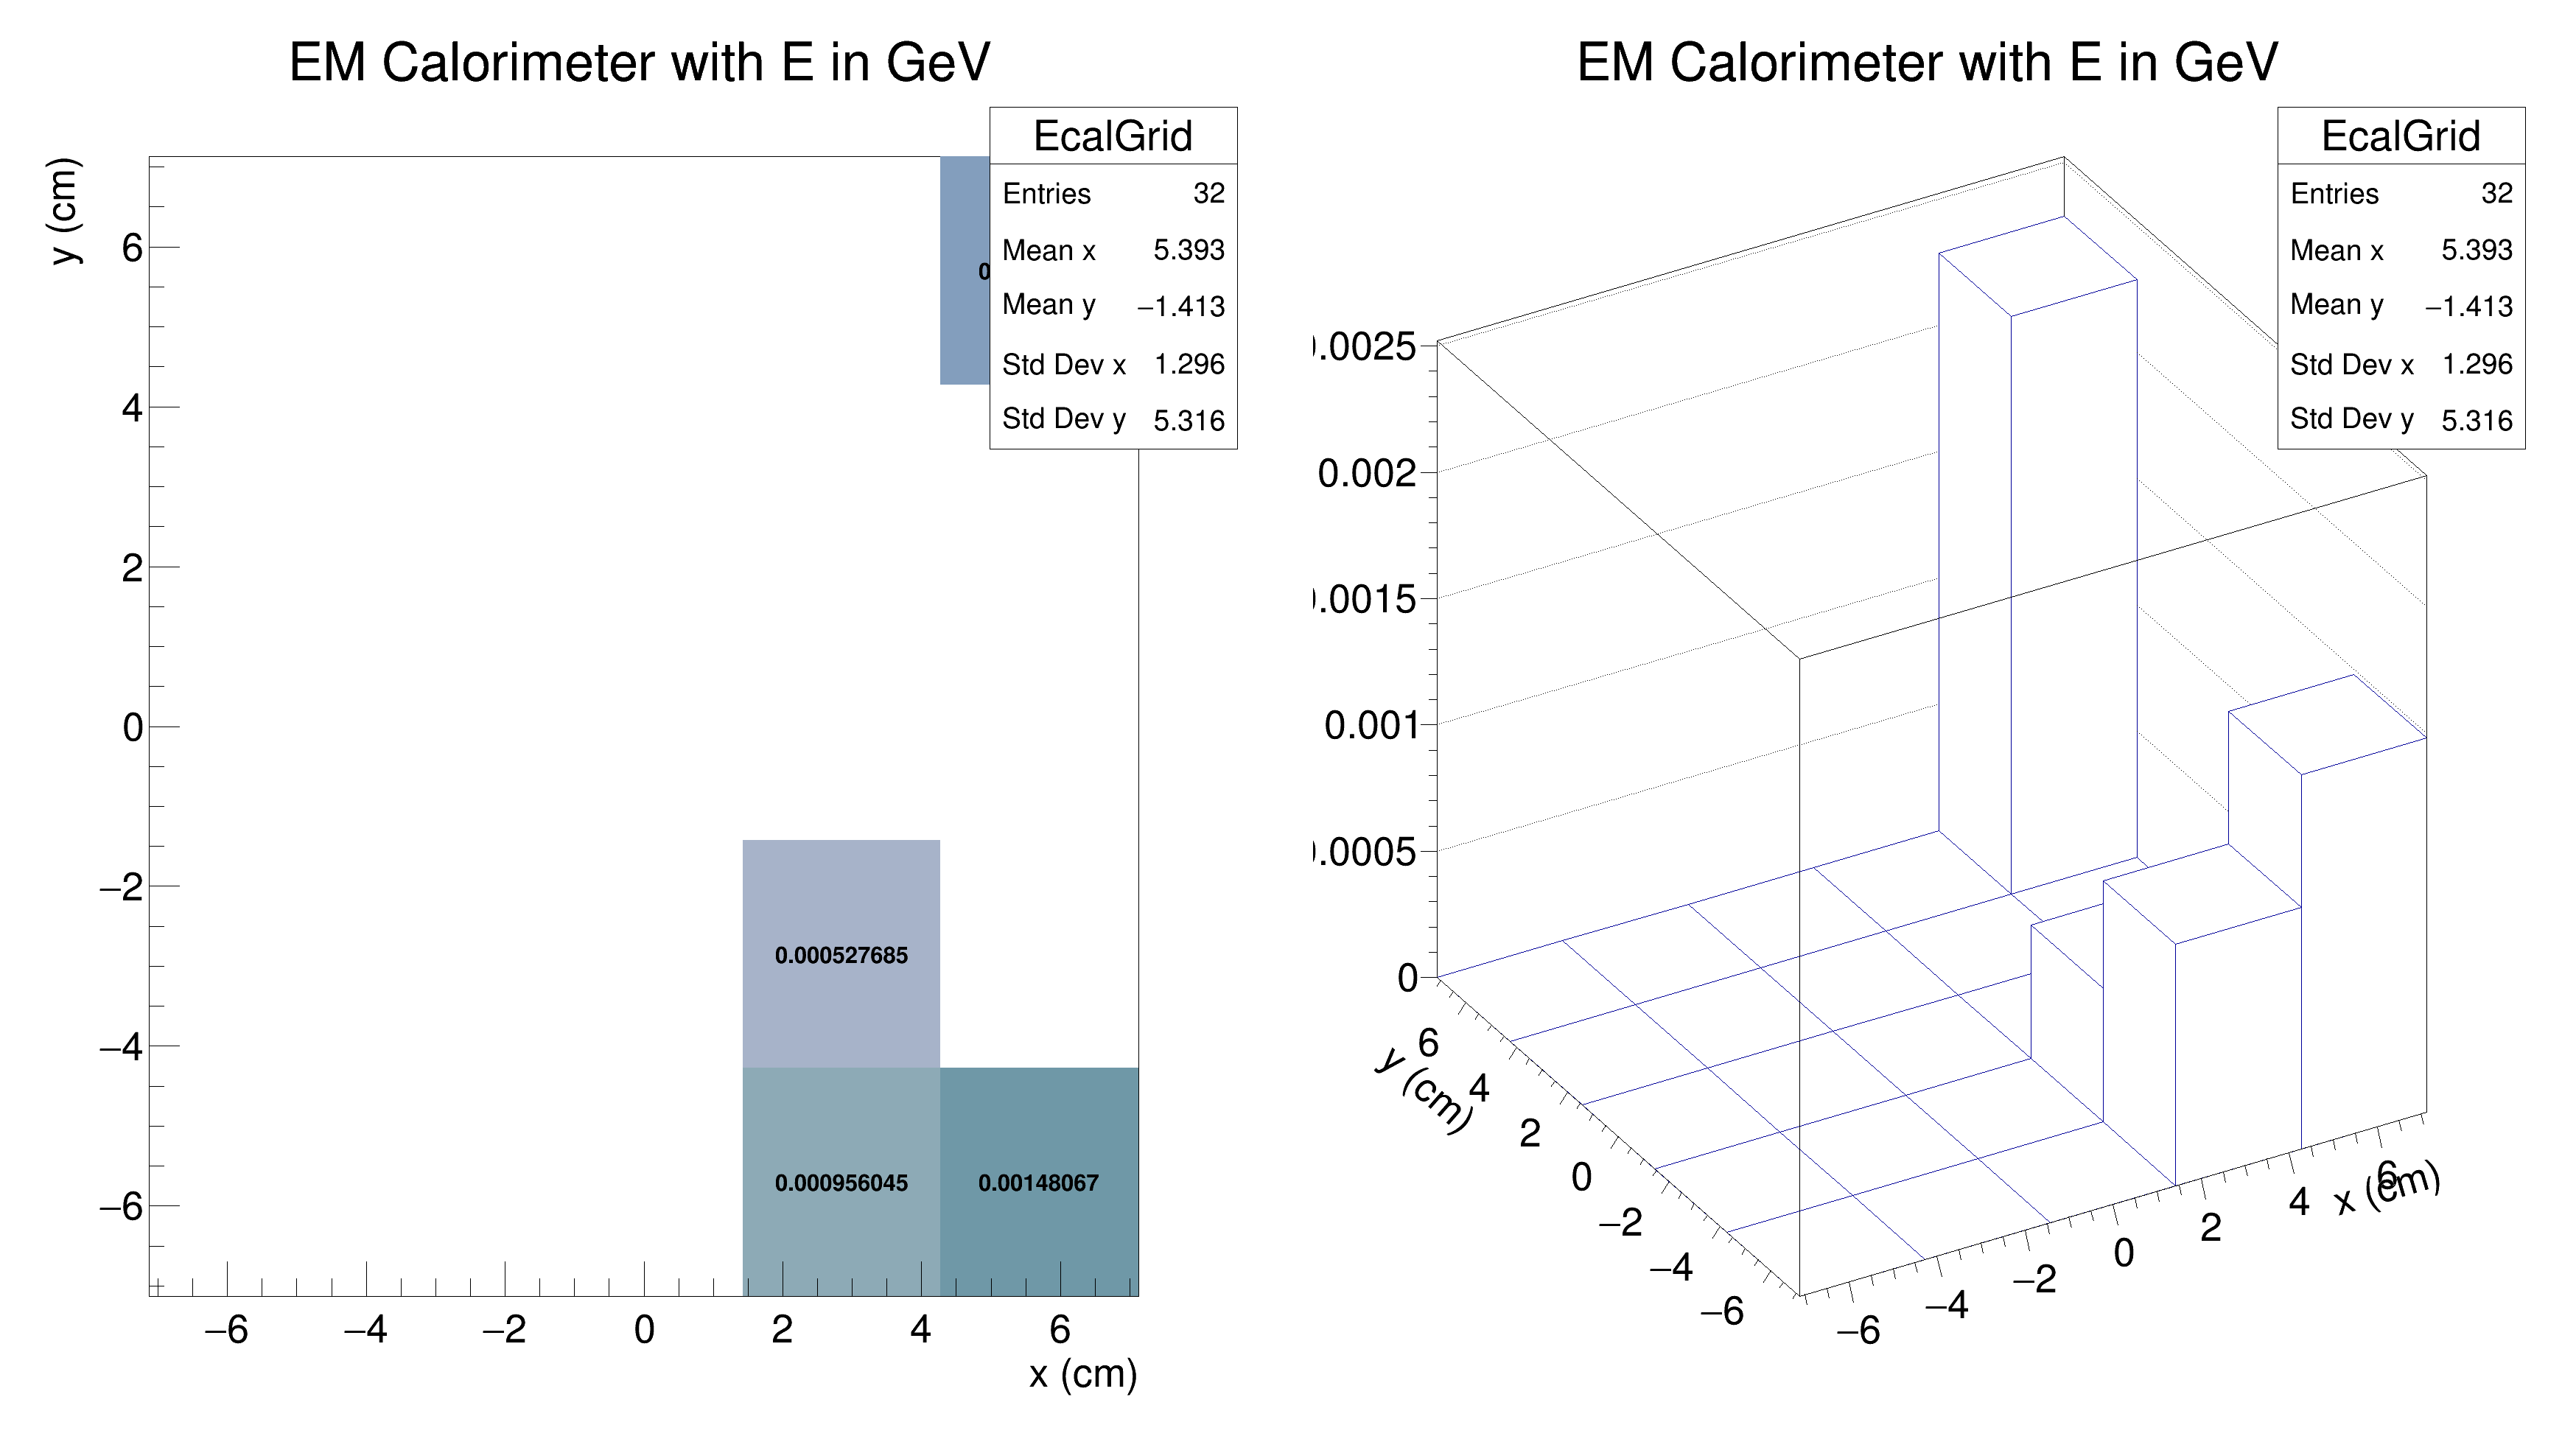 EM Calorimeter with E in GeV
EcalGrid
Entries 32
Mean x 5.393
Mean y −1.413
Std Dev x 1.296
Std Dev y 5.316
y (cm)
6
4
2
0
−2
−4
−6
0.000527685
0.000956045 0.00148067
−6 −4 −2 0 2 4 6
x (cm)
EM Calorimeter with E in GeV
EcalGrid
Entries 32
Mean x 5.393
Mean y −1.413
Std Dev x 1.296
Std Dev y 5.316
.0025
0.002
.0015
0.001
.0005
0
y (cm)
6
4
2
0
−2
−4
−6
−6 −4 −2 0 2 4 6
x (cm)